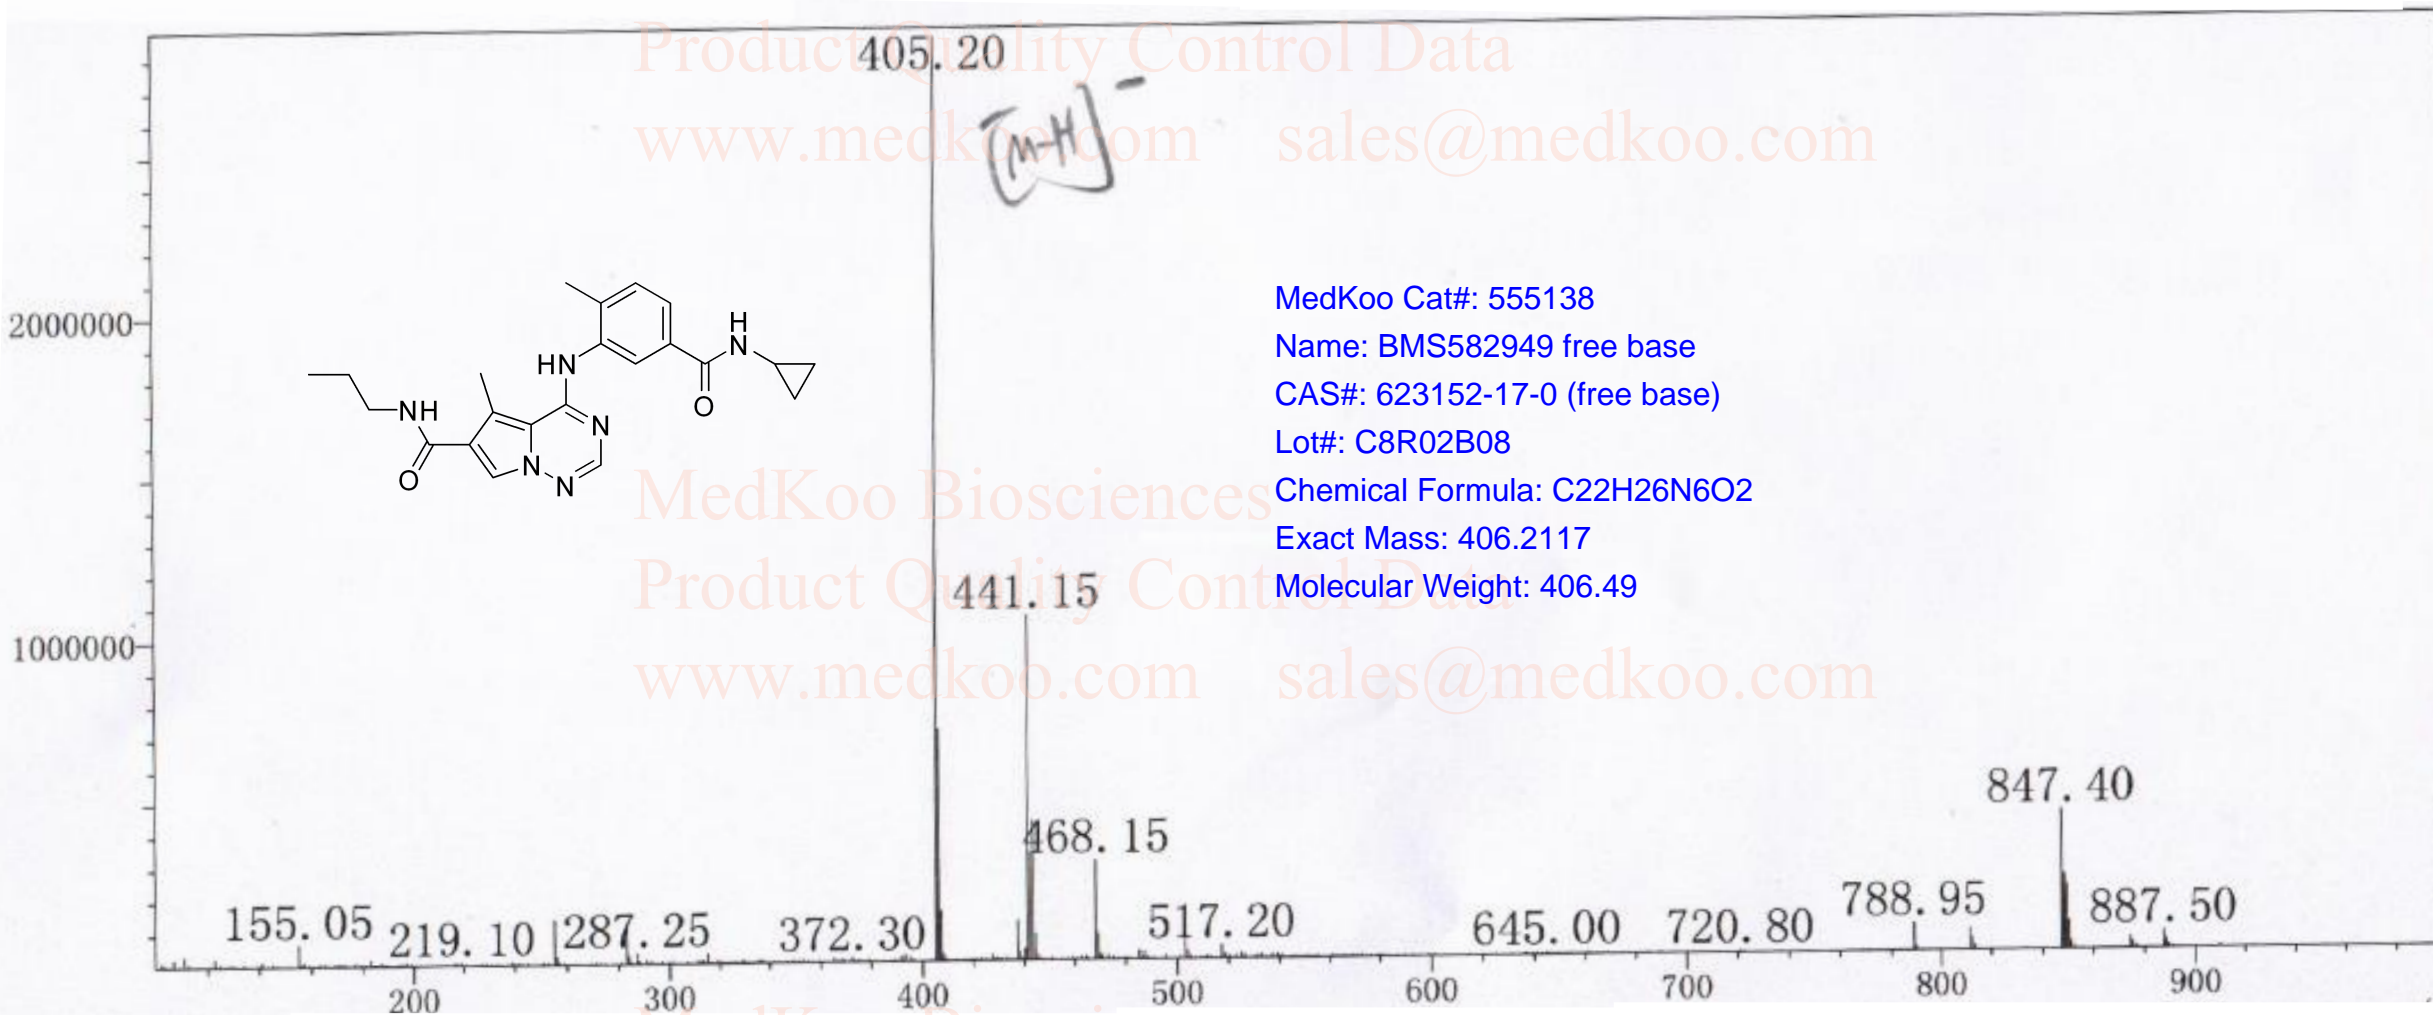 Product Quality Control Data
405.20
[M-H]⁻
www.medkoo.com sales@medkoo.com
2000000
HN
H
N
O
NH
O
N
N
N
MedKoo Cat#: 555138
Name: BMS582949 free base
CAS#: 623152-17-0 (free base)
Lot#: C8R02B08
Chemical Formula: C22H26N6O2
Exact Mass: 406.2117
Molecular Weight: 406.49
MedKoo Biosciences
Product Quality Control Data
441.15
1000000
www.medkoo.com sales@medkoo.com
847.40
468.15
155.05 219.10 287.25 372.30 517.20 645.00 720.80 788.95 887.50
200 300 400 500 600 700 800 900